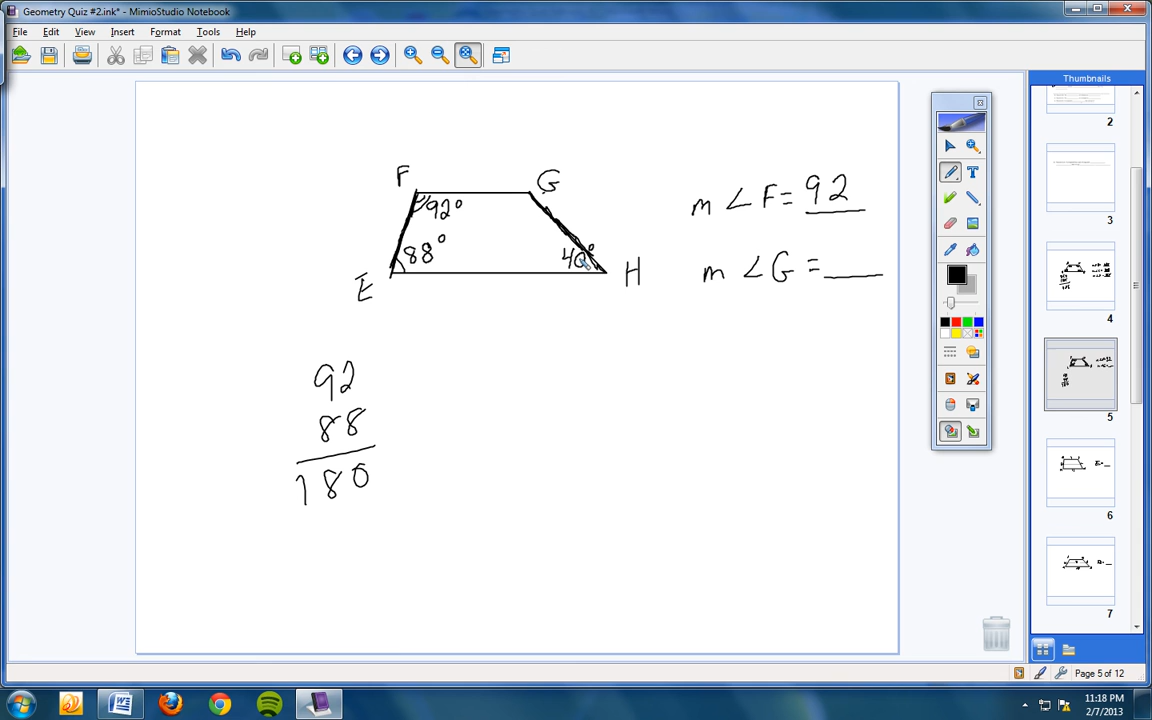 Geometry Quiz #2.ink* - MimioStudio Notebook
File Edit View Insert Format Tools Help
Thumbnails
2
3
4
5
6
7
F G
92°
88°
40°
E H
m ∠F = 92
m ∠G =
92
88
180
Page 5 of 12
11:18 PM
2/7/2013